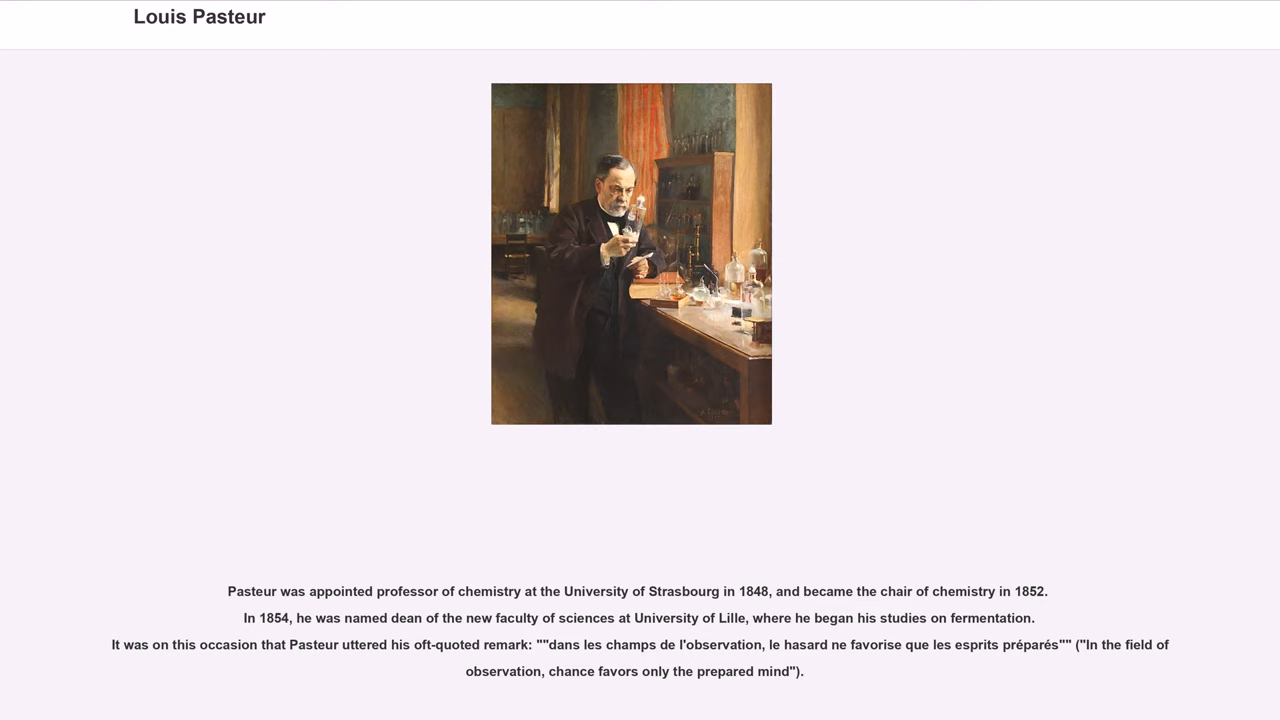 Louis Pasteur
Pasteur was appointed professor of chemistry at the University of Strasbourg in 1848, and became the chair of chemistry in 1852.
In 1854, he was named dean of the new faculty of sciences at University of Lille, where he began his studies on fermentation.
It was on this occasion that Pasteur uttered his oft-quoted remark: ""dans les champs de l'observation, le hasard ne favorise que les esprits préparés"" ("In the field of
observation, chance favors only the prepared mind").